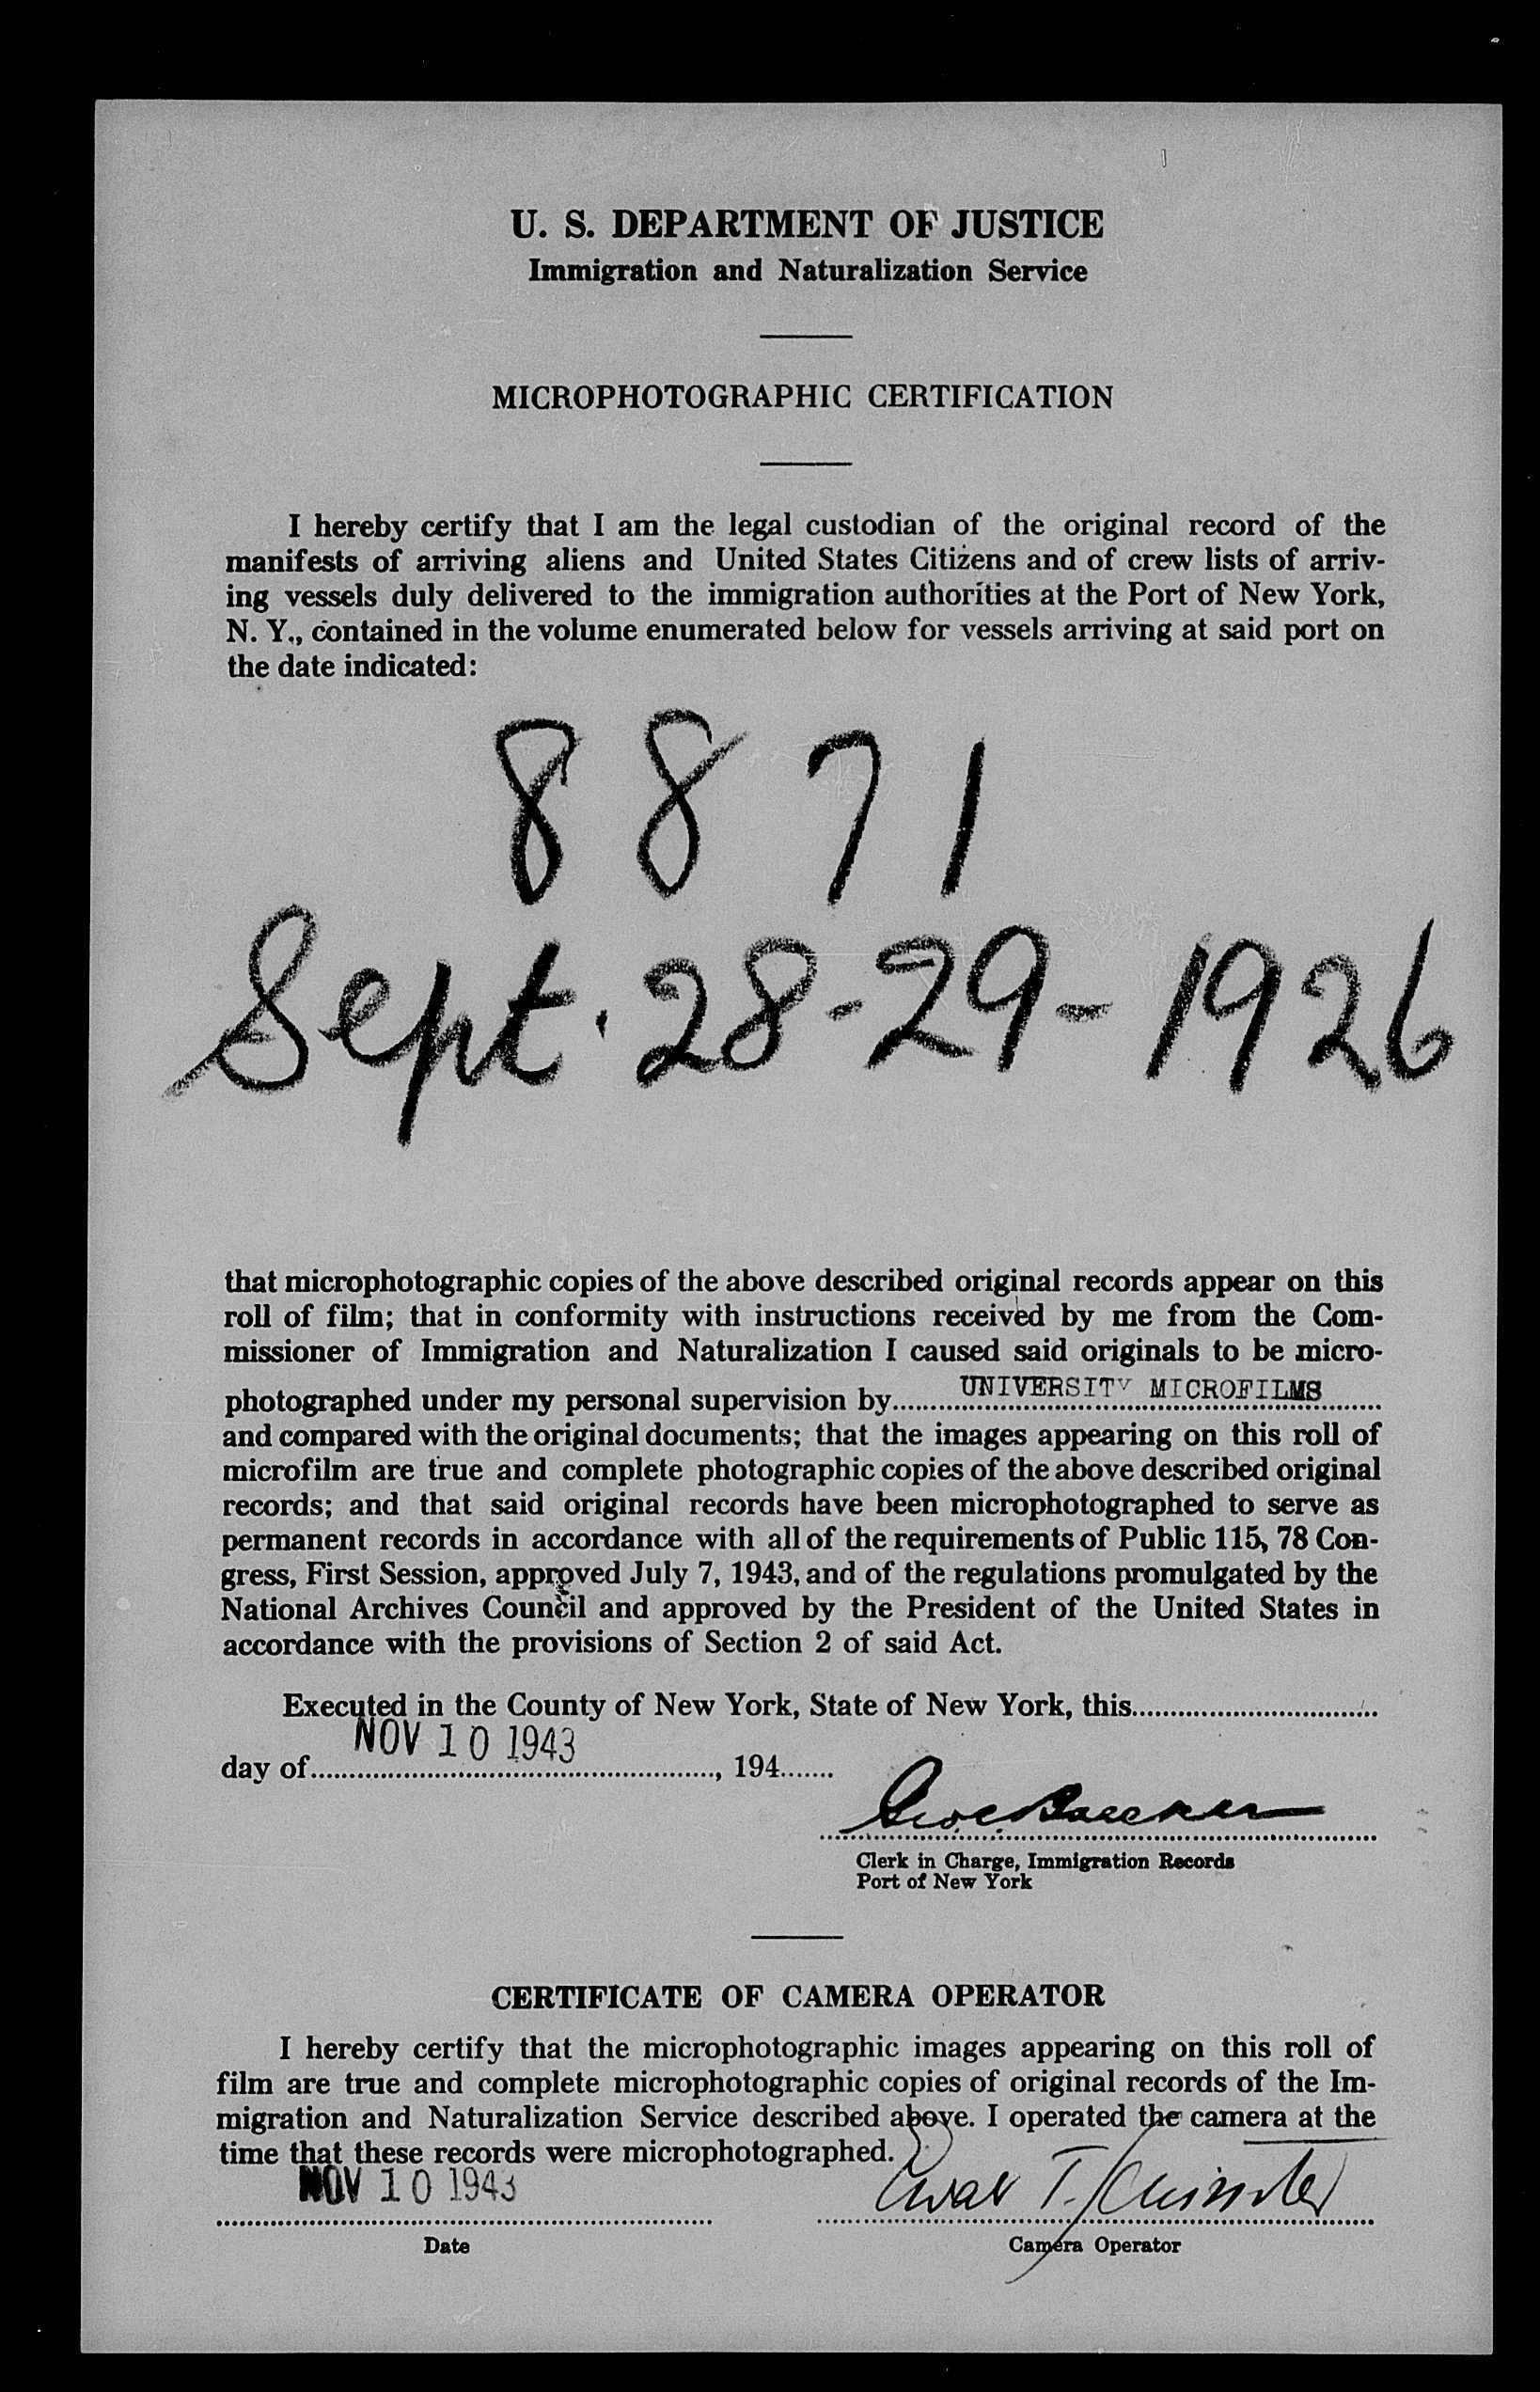 U. S. DEPARTMENT OF JUSTICE
Immigration and Naturalization Service
MICROPHOTOGRAPHIC CERTIFICATION
I hereby certify that I am the legal custodian of the original record of the
manifests of arriving aliens and United States Citizens and of crew lists of arriv-
ing vessels duly delivered to the immigration authorities at the Port of New York,
N. Y., contained in the volume enumerated below for vessels arriving at said port on
the date indicated:
8871
Sept. 28-29-1926
that microphotographic copies of the above described original records appear on this
roll of film; that in conformity with instructions received by me from the Com-
missioner of Immigration and Naturalization I caused said originals to be micro-
photographed under my personal supervision by UNIVERSITY MICROFILMS
and compared with the original documents; that the images appearing on this roll of
microfilm are true and complete photographic copies of the above described original
records; and that said original records have been microphotographed to serve as
permanent records in accordance with all of the requirements of Public 115, 78 Con-
gress, First Session, approved July 7, 1943, and of the regulations promulgated by the
National Archives Council and approved by the President of the United States in
accordance with the provisions of Section 2 of said Act.
Executed in the County of New York, State of New York, this
day of NOV 10 1943, 194
Clerk in Charge, Immigration Records
Port of New York
CERTIFICATE OF CAMERA OPERATOR
I hereby certify that the microphotographic images appearing on this roll of
film are true and complete microphotographic copies of original records of the Im-
migration and Naturalization Service described above. I operated the camera at the
time that these records were microphotographed.
NOV 10 1943
Date
Camera Operator